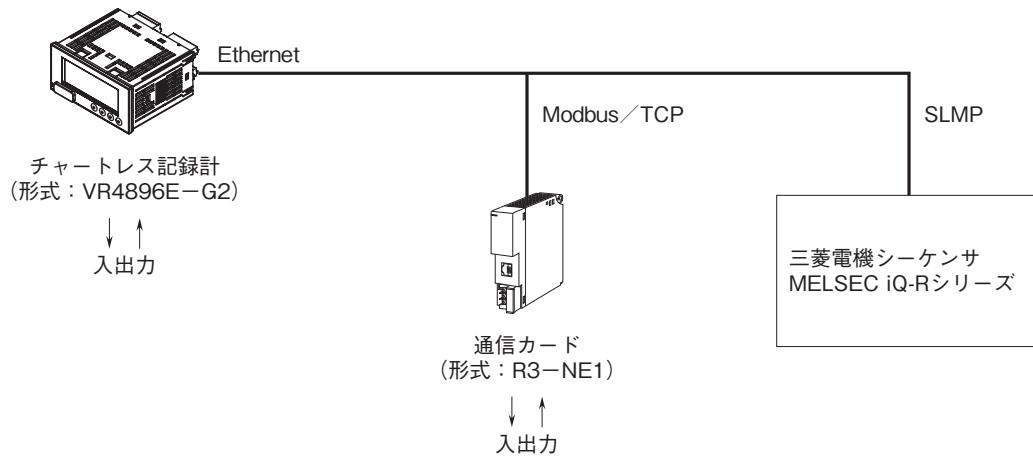 Ethernet
Modbus／TCP
SLMP
チャートレス記録計
（形式：VR4896E－G2）
入出力
三菱電機シーケンサ
MELSEC iQ-Rシリーズ
通信カード
（形式：R3－NE1）
入出力